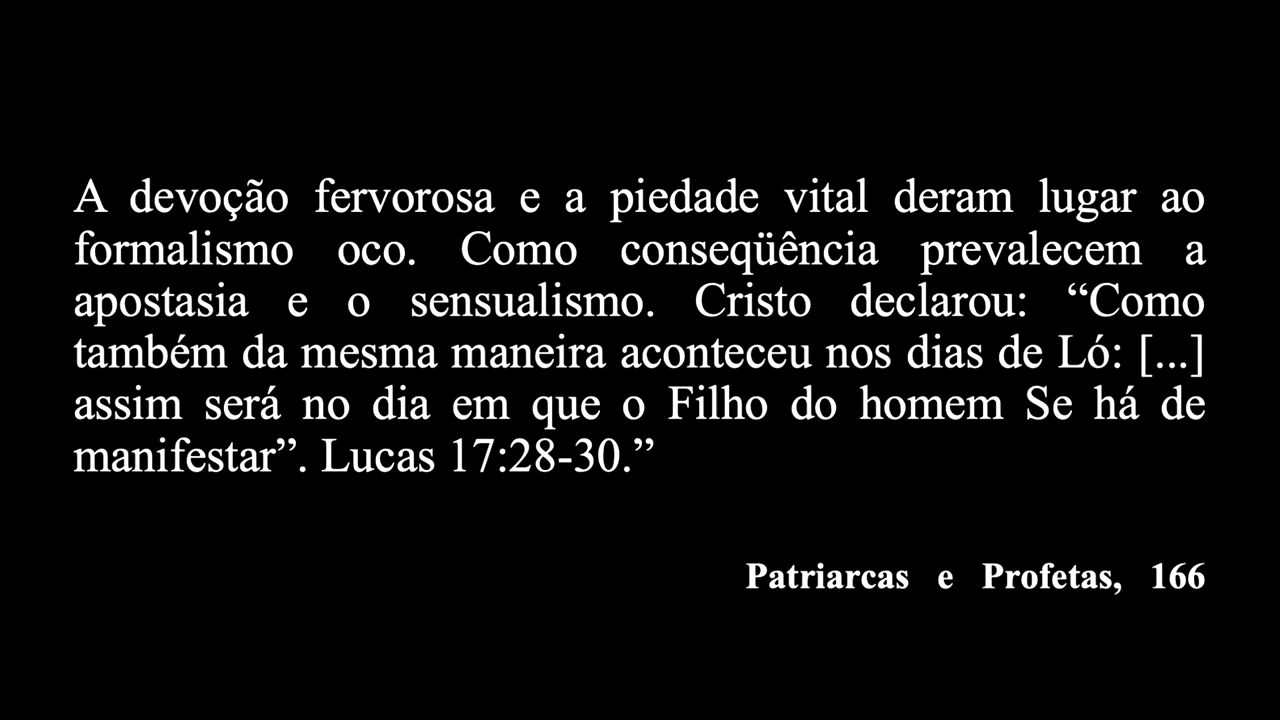 A devoção fervorosa e a piedade vital deram lugar ao
formalismo oco. Como conseqüência prevalecem a
apostasia e o sensualismo. Cristo declarou: “Como
também da mesma maneira aconteceu nos dias de Ló: [...]
assim será no dia em que o Filho do homem Se há de
manifestar”. Lucas 17:28-30.”
Patriarcas e Profetas, 166